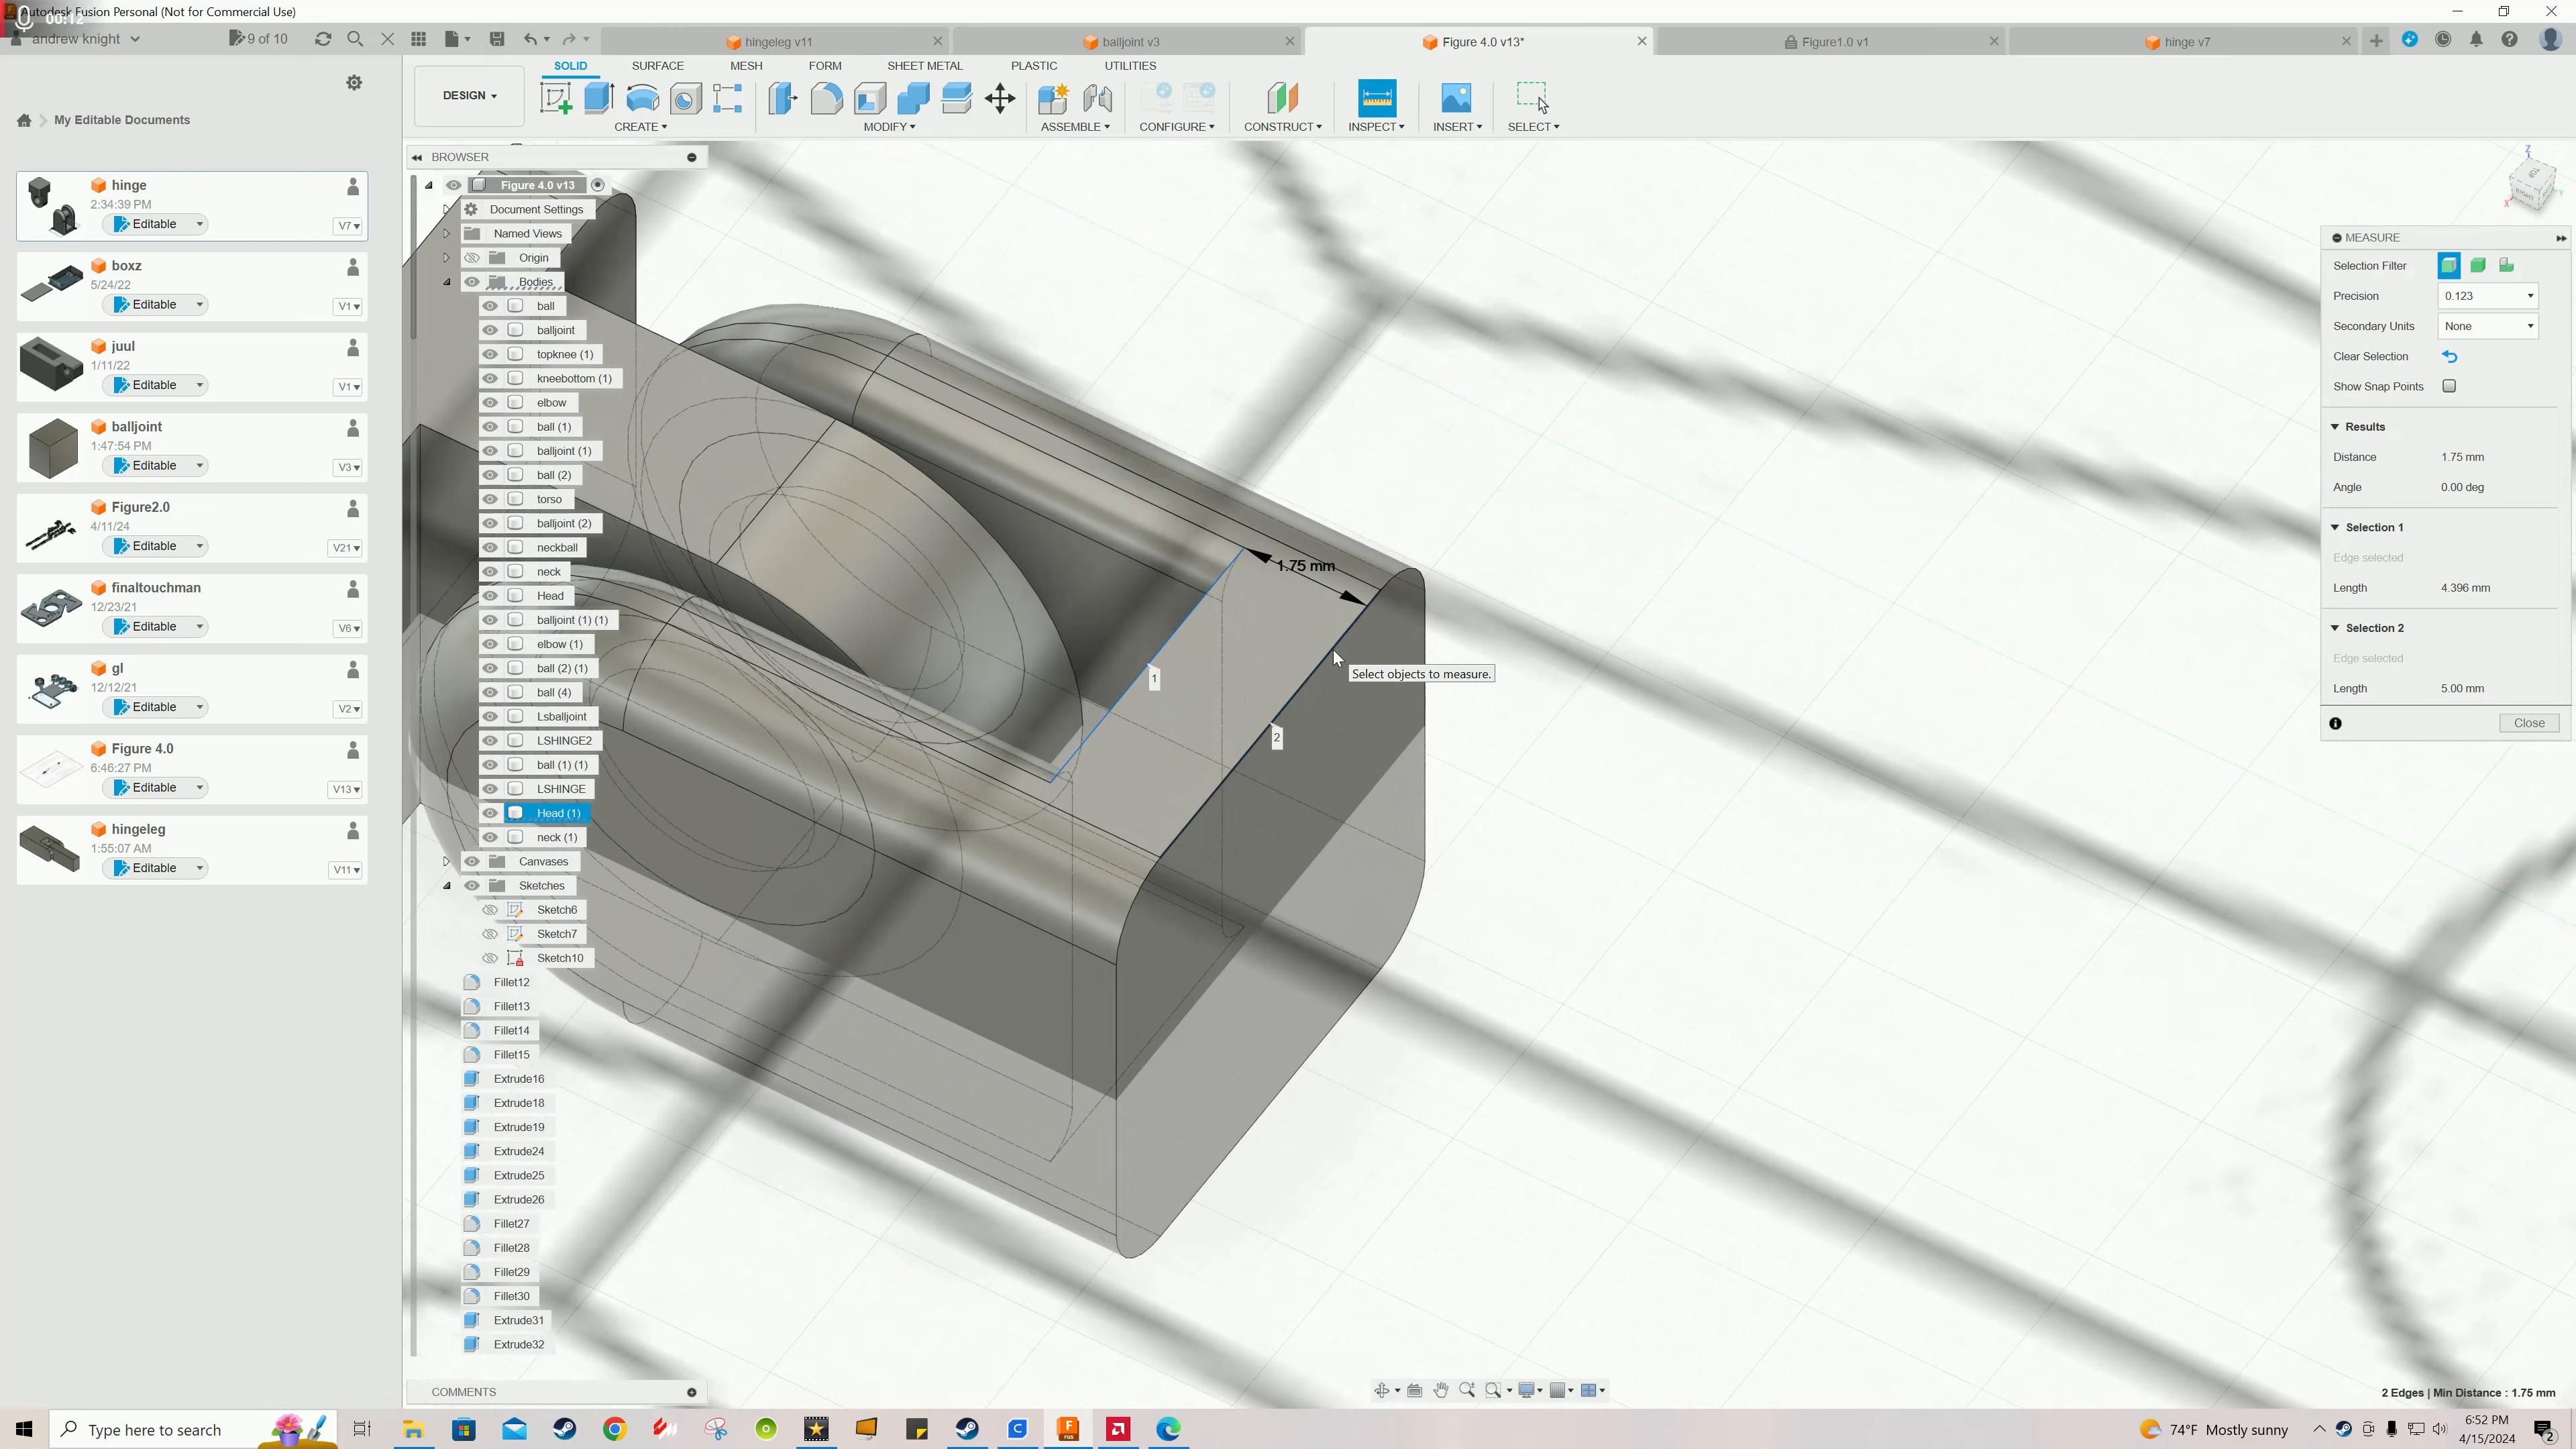 Autodesk Fusion Personal (Not for Commercial Use)
00:12
andrew knight
9 of 10
hingeleg v11
balljoint v3
Figure 4.0 v13*
Figure1.0 v1
hinge v7
SOLID SURFACE MESH FORM SHEET METAL PLASTIC UTILITIES
DESIGN
CREATE MODIFY ASSEMBLE CONFIGURE CONSTRUCT INSPECT INSERT SELECT
My Editable Documents
hinge
2:34:39 PM
Editable V7
boxz
5/24/22
Editable V1
juul
1/11/22
Editable V1
balljoint
1:47:54 PM
Editable V3
Figure2.0
4/11/24
Editable V21
finaltouchman
12/23/21
Editable V6
gl
12/12/21
Editable V2
Figure 4.0
6:46:27 PM
Editable V13
hingeleg
1:55:07 AM
Editable V11
BROWSER
Figure 4.0 v13
Document Settings
Named Views
Origin
Bodies
ball
balljoint
topknee (1)
kneebottom (1)
elbow
ball (1)
balljoint (1)
ball (2)
torso
balljoint (2)
neckball
neck
Head
balljoint (1) (1)
elbow (1)
ball (2) (1)
ball (4)
Lsballjoint
LSHINGE2
ball (1) (1)
LSHINGE
Head (1)
neck (1)
Canvases
Sketches
Sketch6
Sketch7
Sketch10
Fillet12
Fillet13
Fillet14
Fillet15
Extrude16
Extrude18
Extrude19
Extrude24
Extrude25
Extrude26
Fillet27
Fillet28
Fillet29
Fillet30
Extrude31
Extrude32
COMMENTS
1.75 mm
1
2
Select objects to measure.
Z
TOP
RIGHT
X
MEASURE
Selection Filter
Precision 0.123
Secondary Units None
Clear Selection
Show Snap Points
Results
Distance 1.75 mm
Angle 0.00 deg
Selection 1
Edge selected
Length 4.396 mm
Selection 2
Edge selected
Length 5.00 mm
Close
2 Edges | Min Distance : 1.75 mm
Type here to search
74°F Mostly sunny
6:52 PM
4/15/2024
2